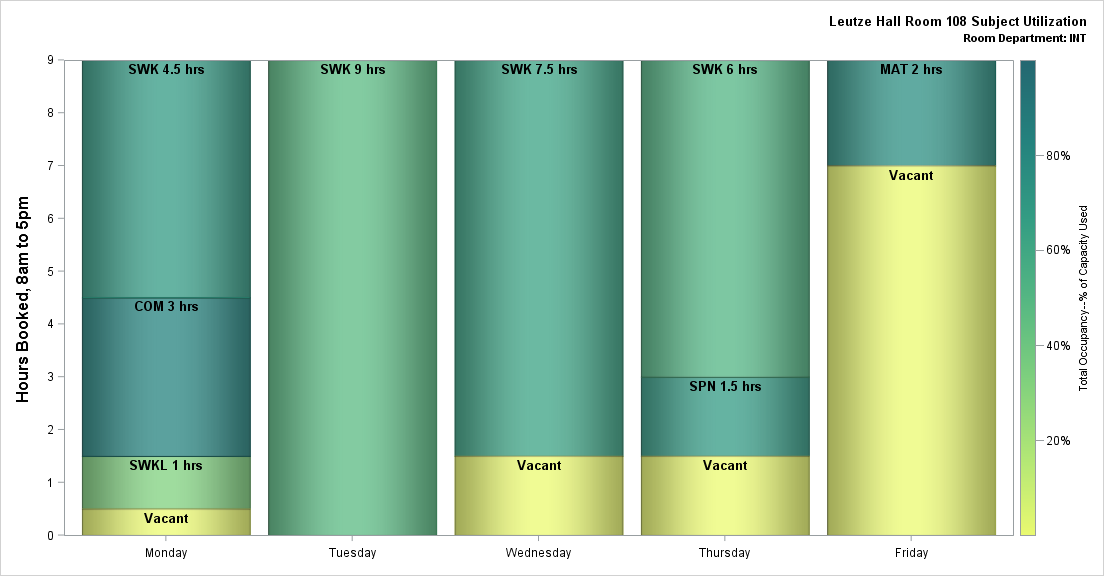 Leutze Hall Room 108 Subject Utilization
Room Department: INT
Hours Booked, 8am to 5pm
9
8
7
6
5
4
3
2
1
0
SWK 4.5 hrs
COM 3 hrs
SWKL 1 hrs
Vacant
SWK 9 hrs
SWK 7.5 hrs
Vacant
SWK 6 hrs
SPN 1.5 hrs
Vacant
MAT 2 hrs
Vacant
Monday
Tuesday
Wednesday
Thursday
Friday
80%
60%
40%
20%
Total Occupancy--% of Capacity Used